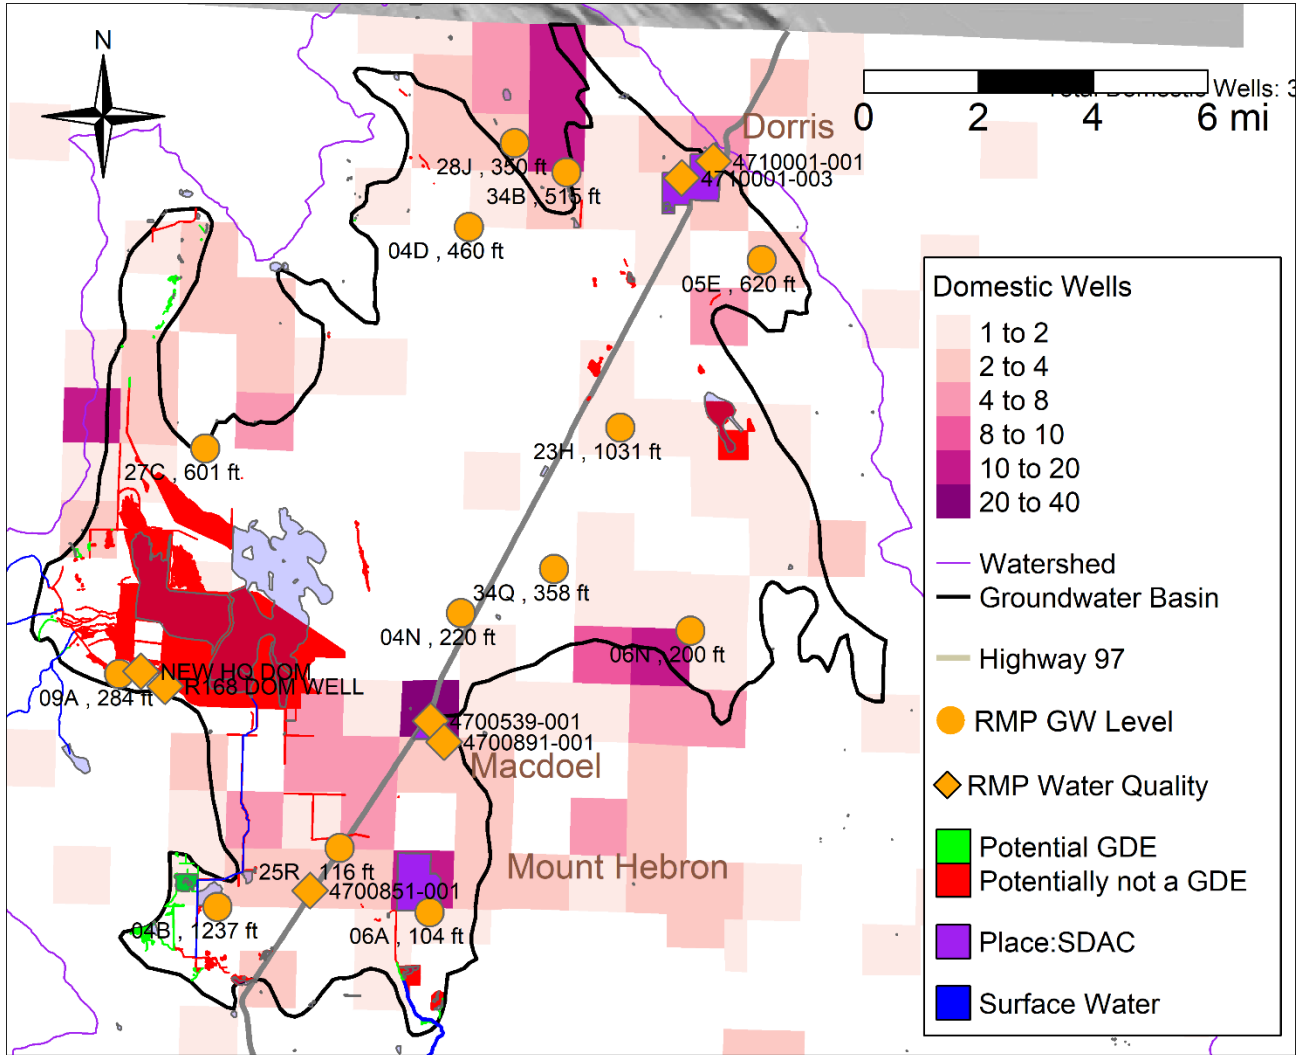 N
Total Domestic Wells: 3
0 2 4 6 mi
Dorris
4710001-001
4710001-003
28J , 350 ft
34B , 515 ft
04D , 460 ft
05E , 620 ft
Domestic Wells
1 to 2
2 to 4
4 to 8
8 to 10
10 to 20
20 to 40
Watershed
Groundwater Basin
Highway 97
RMP GW Level
RMP Water Quality
Potential GDE
Potentially not a GDE
Place:SDAC
Surface Water
23H , 1031 ft
27C , 601 ft
34Q , 358 ft
04N , 220 ft
06N , 200 ft
NEW HQ DOM
R168 DOM WELL
09A , 284 ft
4700539-001
4700891-001
Macdoel
Mount Hebron
25R , 116 ft
4700851-001
04B , 1237 ft
06A , 104 ft